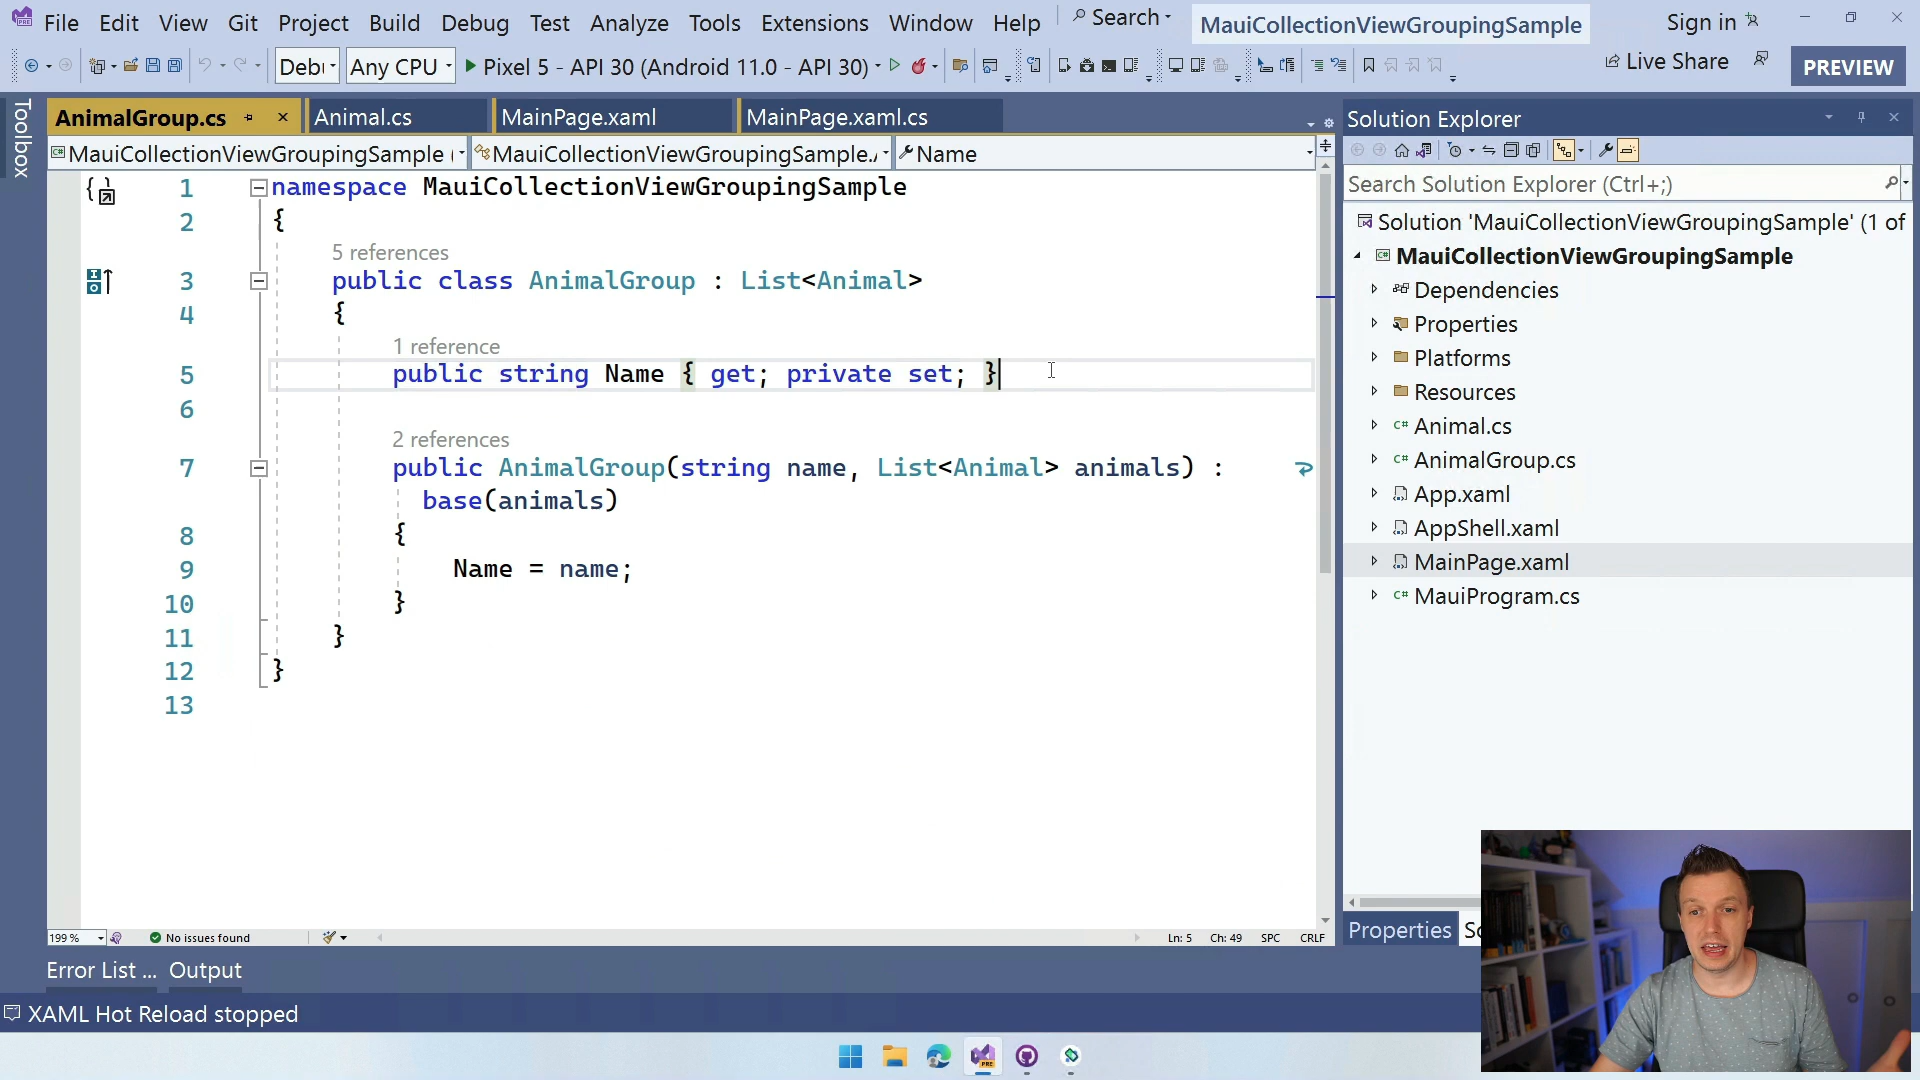 File Edit View Git Project Build Debug Test Analyze Tools Extensions Window Help Search MauiCollectionViewGroupingSample Sign in
Any CPU Pixel 5 - API 30 (Android 11.0 - API 30) Live Share PREVIEW
Toolbox
AnimalGroup.cs Animal.cs MainPage.xaml MainPage.xaml.cs
MauiCollectionViewGroupingSample MauiCollectionViewGroupingSample. Name
1 namespace MauiCollectionViewGroupingSample
2 {
5 references
3 public class AnimalGroup : List<Animal>
4 {
1 reference
5 public string Name { get; private set; }
6
2 references
7 public AnimalGroup(string name, List<Animal> animals) :
base(animals)
8 {
9 Name = name;
10 }
11 }
12 }
13
199 % No issues found Ln: 5 Ch: 49 SPC CRLF
Error List ... Output
XAML Hot Reload stopped
Solution Explorer
Search Solution Explorer (Ctrl+;)
Solution 'MauiCollectionViewGroupingSample' (1 of
MauiCollectionViewGroupingSample
Dependencies
Properties
Platforms
Resources
Animal.cs
AnimalGroup.cs
App.xaml
AppShell.xaml
MainPage.xaml
MauiProgram.cs
Properties